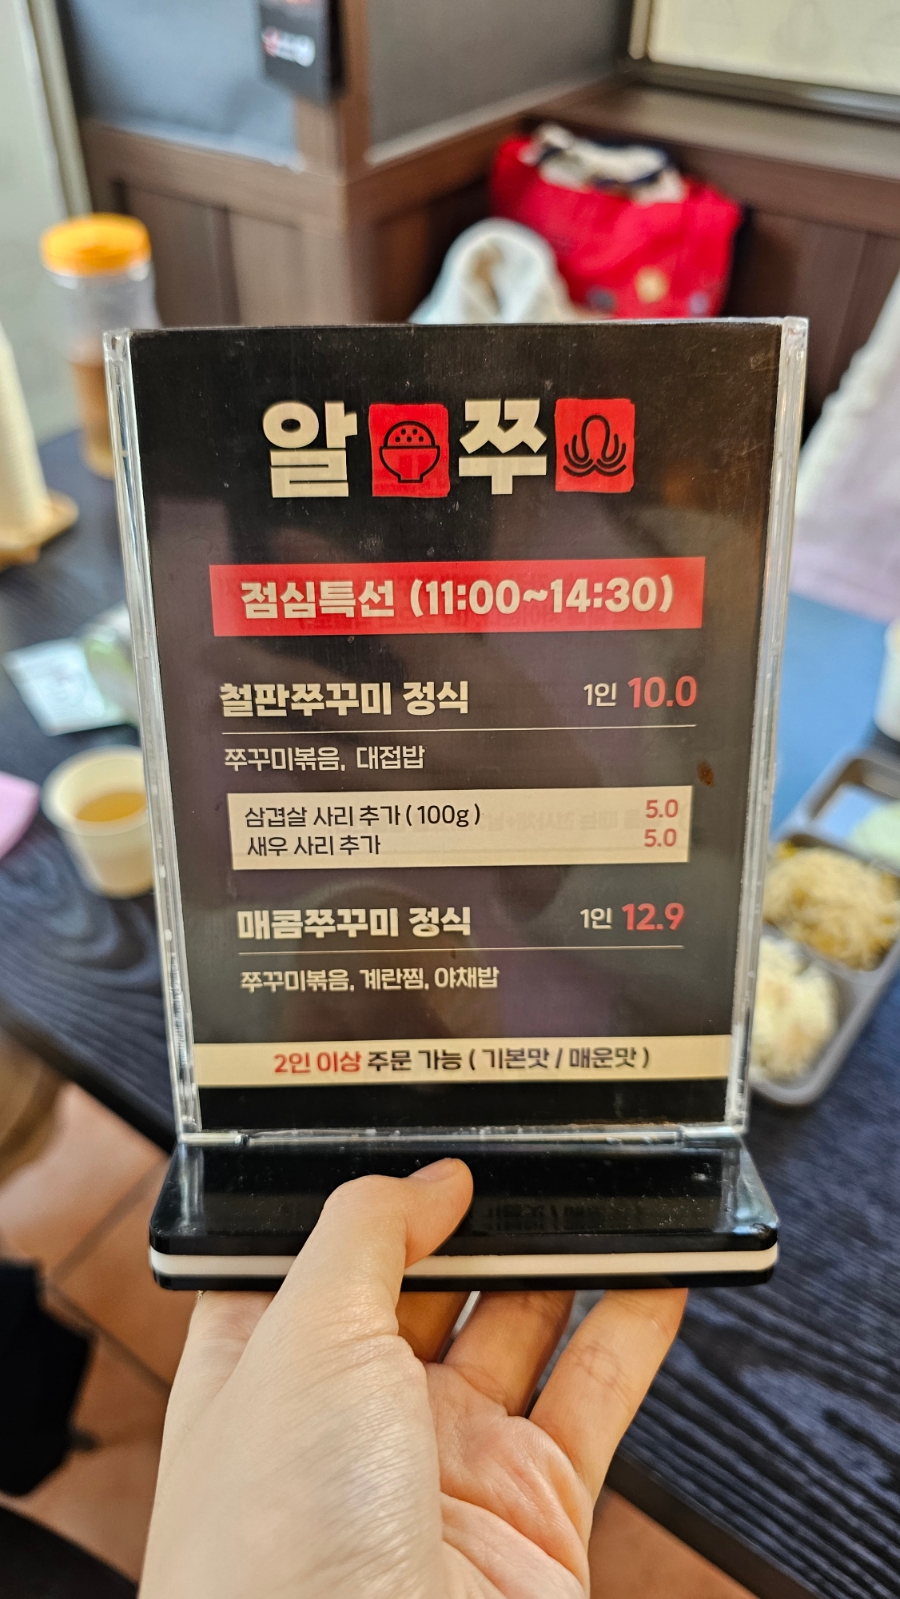 알 쭈
점심특선 (11:00~14:30)
철판쭈꾸미 정식 1인 10.0
쭈꾸미볶음, 대접밥
삼겹살 사리 추가 (100g) 5.0
새우 사리 추가 5.0
매콤쭈꾸미 정식 1인 12.9
쭈꾸미볶음, 계란찜, 야채밥
2인 이상 주문 가능 ( 기본맛 / 매운맛 )